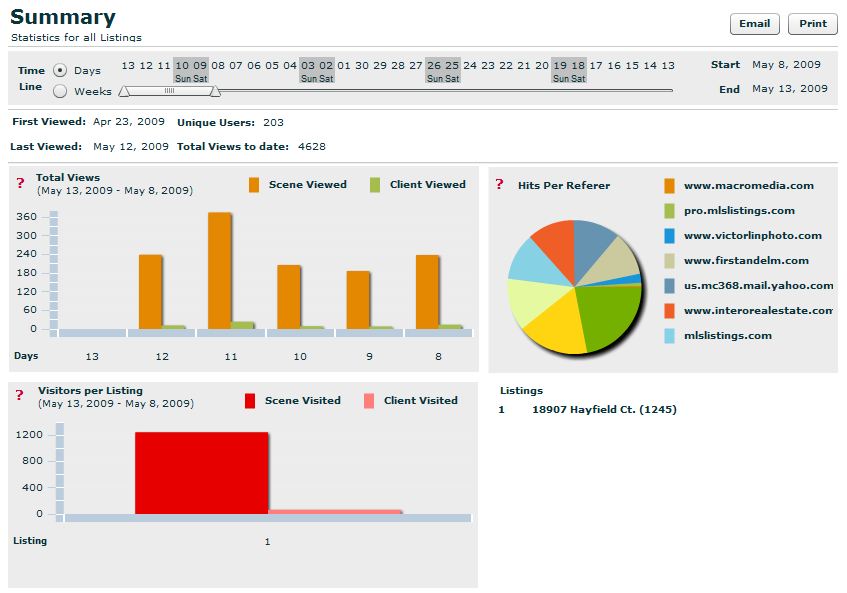 Summary
Statistics for all Listings
Email
Print
Time Line
Days
Weeks
13 12 11 10 09 08 07 06 05 04 03 02 01 30 29 28 27 26 25 24 23 22 21 20 19 18 17 16 15 14 13
Sun Sat Sun Sat Sun Sat Sun Sat
Start May 8, 2009
End May 13, 2009
First Viewed: Apr 23, 2009 Unique Users: 203
Last Viewed: May 12, 2009 Total Views to date: 4628
? Total Views
(May 13, 2009 - May 8, 2009)
Scene Viewed
Client Viewed
360
300
240
180
120
60
0
Days 13 12 11 10 9 8
? Hits Per Referer
www.macromedia.com
pro.mlslistings.com
www.victorlinphoto.com
www.firstandelm.com
us.mc368.mail.yahoo.com
www.interorealestate.com
mlslistings.com
? Visitors per Listing
(May 13, 2009 - May 8, 2009)
Scene Visited
Client Visited
1200
800
400
0
Listing 1
Listings
1 18907 Hayfield Ct. (1245)